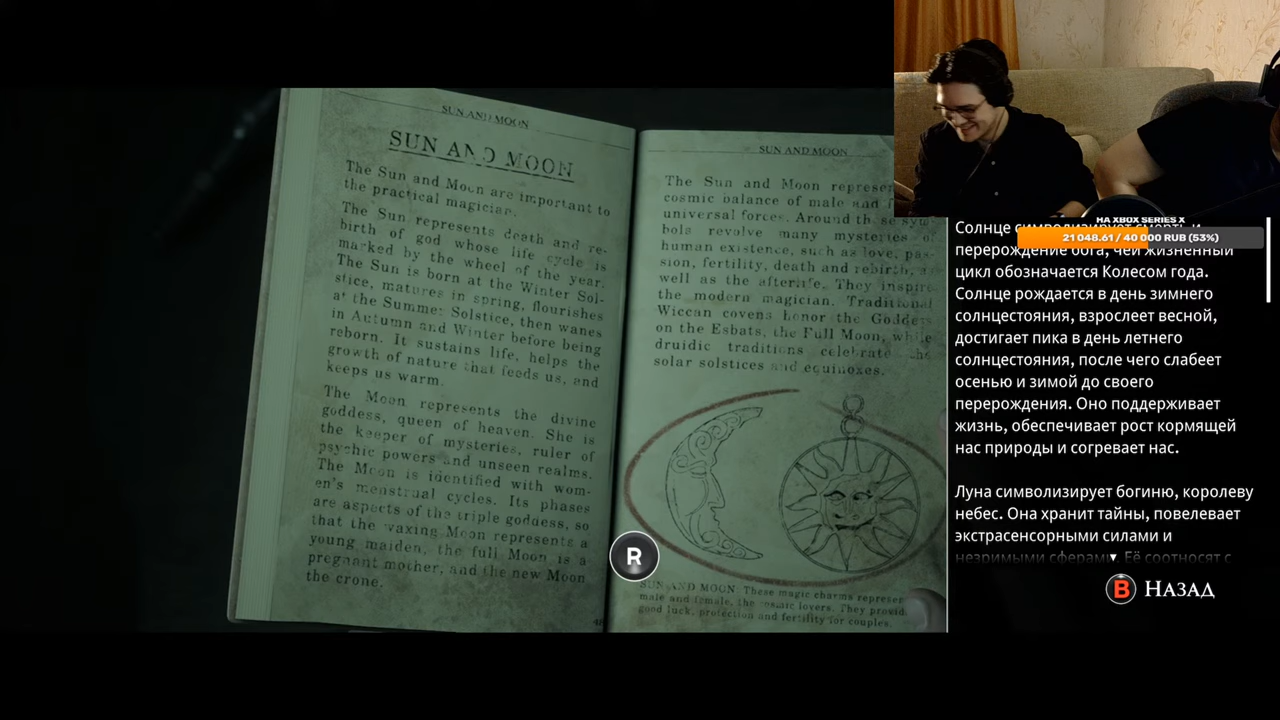 SUN AND MOON
SUN AND MOON
The Sun and Moon are important to
the practical magician.
The Sun represents death and re-
birth of god whose life cycle is
marked by the wheel of the year.
The Sun is born at the Winter Sol-
stice, matures in spring, flourishes
at the Summer Solstice, then wanes
in Autumn and Winter before being
reborn. It sustains life, helps the
growth of nature that feeds us, and
keeps us warm.
The Moon represents the divine
goddess, queen of heaven. She is
the keeper of mysteries, ruler of
psychic powers and unseen realms.
The Moon is identified with wom-
en's menstrual cycles. Its phases
are aspects of the triple goddess, so
that the waxing Moon represents a
young maiden, the full Moon is a
pregnant mother, and the new Moon
the crone.
SUN AND MOON
The Sun and Moon
cosmic balance of male and
universal forces. Around
revolve many mysteries of
human existence, such as love, pas-
sion, fertility, death and rebirth, as
well as the afterlife. They inspire
the modern magician. Traditional
Wiccan covens honor the Goddess
on the Esbats, the Full Moon, while
druidic traditions celebrate the
solar solstices and equinoxes.
SUN AND MOON: These magic charms
male and female, the cosmic lovers. They
good luck, protection and fertility for couples.
R
НА XBOX SERIES X
21 048.61 / 40 000 RUB (53%)
Солнце символизирует смерть и
перерождение бога, чей жизненный
цикл обозначается Колесом года.
Солнце рождается в день зимнего
солнцестояния, взрослеет весной,
достигает пика в день летнего
солнцестояния, после чего слабеет
осенью и зимой до своего
перерождения. Оно поддерживает
жизнь, обеспечивает рост кормящей
нас природы и согревает нас.
Луна символизирует богиню, королеву
небес. Она хранит тайны, повелевает
экстрасенсорными силами и
незримыми сферами. Её соотносят с
B Назад